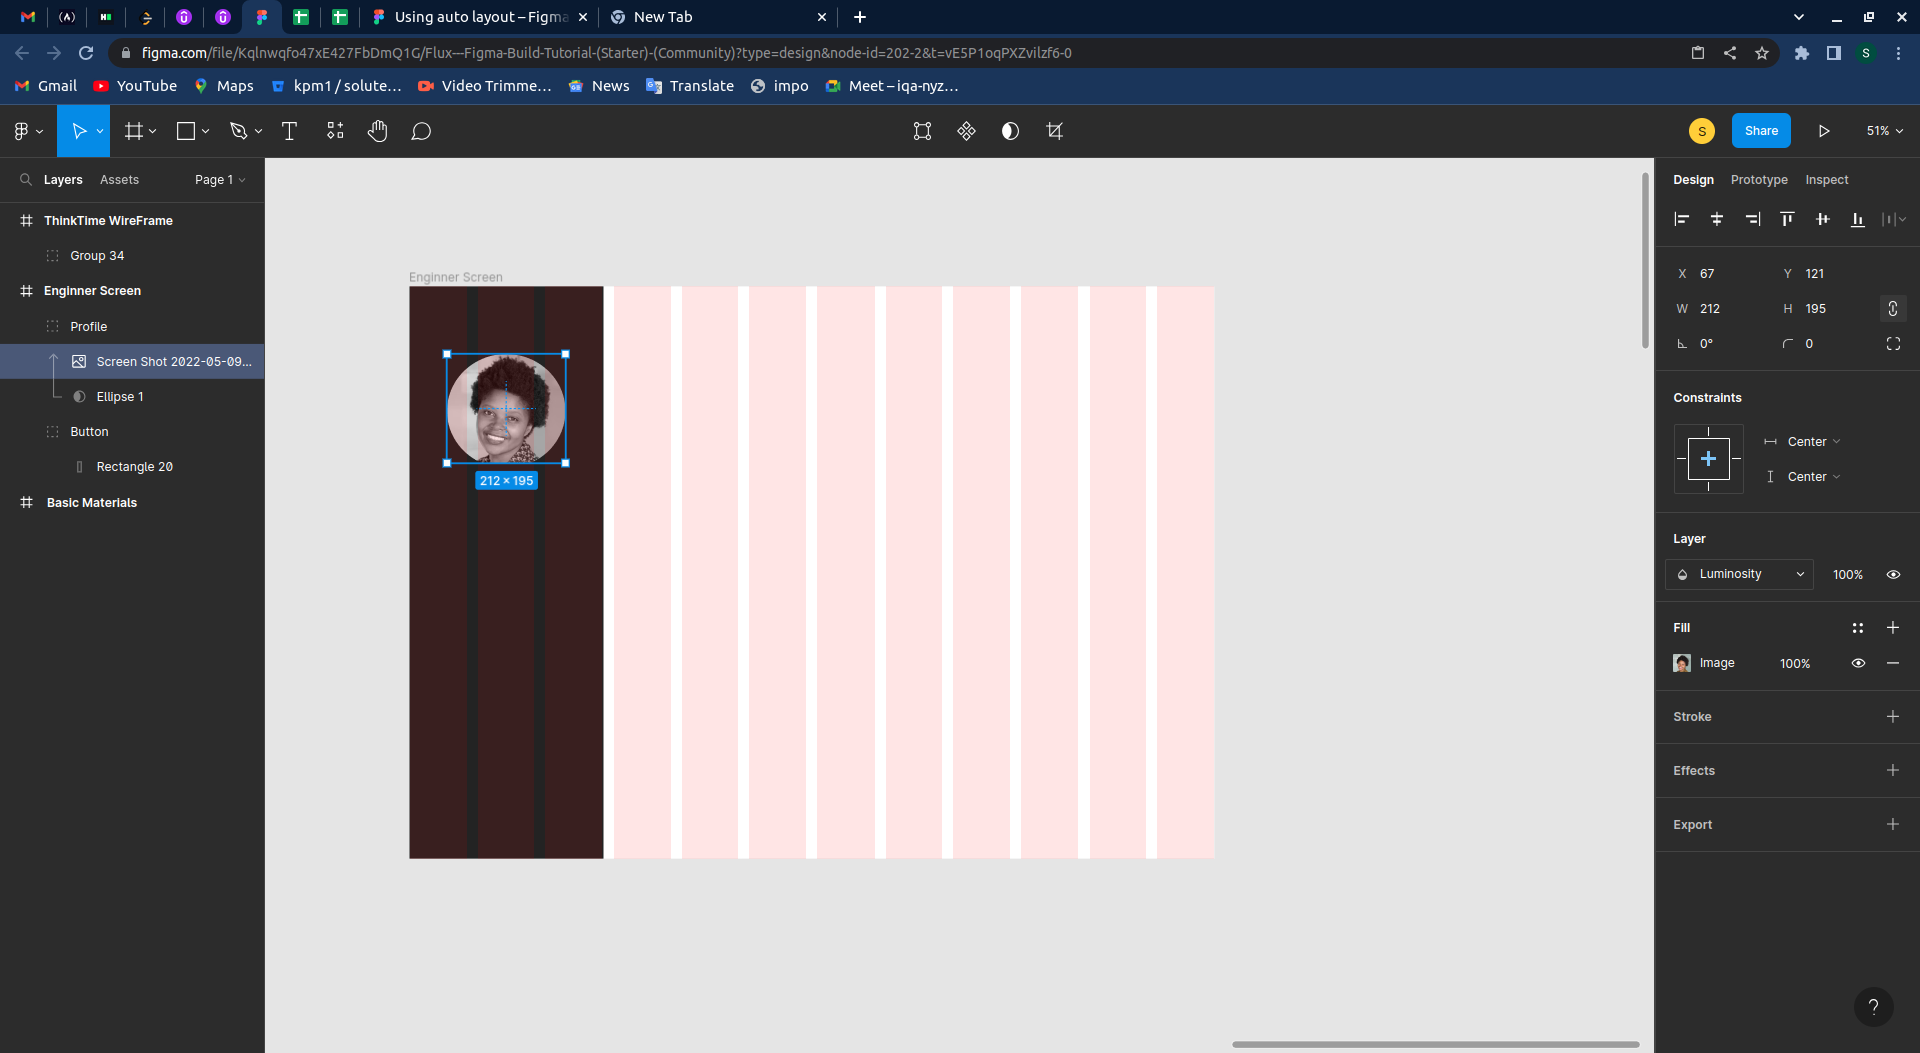 Using auto layout – Figma
New Tab
figma.com/file/Kqlnwqfo47xE427FbDmQ1G/Flux---Figma-Build-Tutorial-(Starter)-(Community)?type=design&node-id=202-2&t=vE5P1oqPXZvilzf6-0
S
Gmail
YouTube
Maps
kpm1 / solute...
Video Trimme...
News
Translate
impo
Meet – iqa-nyz...
S
Share
51%
Layers
Assets
Page 1
Design
Prototype
Inspect
ThinkTime WireFrame
Group 34
Enginner Screen
Profile
Screen Shot 2022-05-09...
Ellipse 1
Button
Rectangle 20
Basic Materials
Enginner Screen
212 × 195
X 67
Y 121
W 212
H 195
0°
0
Constraints
Center
Center
Layer
Luminosity
100%
Fill
Image
100%
Stroke
Effects
Export
?